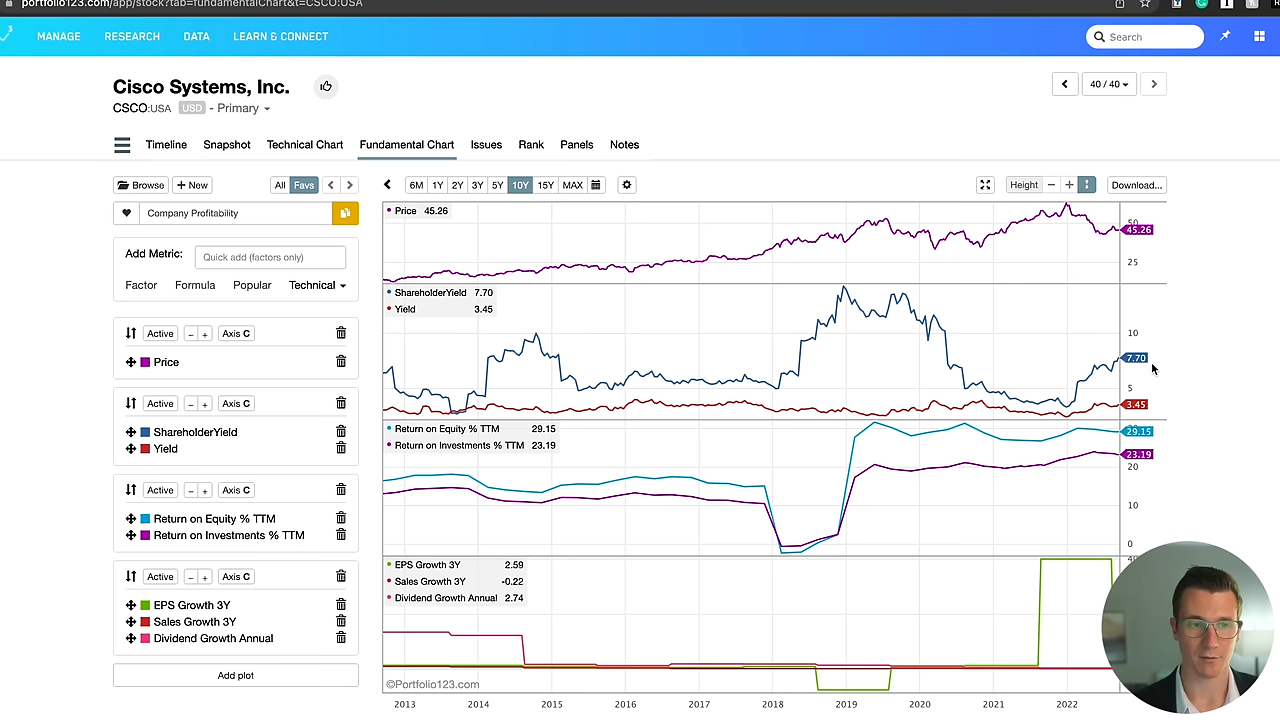 portfolio123.com/app/stock?tab=fundamentalChart&t=CSCO:USA
MANAGE RESEARCH DATA LEARN & CONNECT Search
Cisco Systems, Inc.
CSCO:USA USD - Primary
40 / 40
Timeline Snapshot Technical Chart Fundamental Chart Issues Rank Panels Notes
Browse + New All Favs
6M 1Y 2Y 3Y 5Y 10Y 15Y MAX
Height − + Download...
Company Profitability
Add Metric: Quick add (factors only)
Factor Formula Popular Technical
Active − + Axis C
Price
Active − + Axis C
ShareholderYield
Yield
Active − + Axis C
Return on Equity % TTM
Return on Investments % TTM
Active − + Axis C
EPS Growth 3Y
Sales Growth 3Y
Dividend Growth Annual
Add plot
Price 45.26
50
45.26
25
ShareholderYield 7.70
Yield 3.45
10
7.70
5
3.45
Return on Equity % TTM 29.15
Return on Investments % TTM 23.19
29.15
23.19
20
10
0
EPS Growth 3Y 2.59
Sales Growth 3Y -0.22
Dividend Growth Annual 2.74
©Portfolio123.com
2013 2014 2015 2016 2017 2018 2019 2020 2021 2022